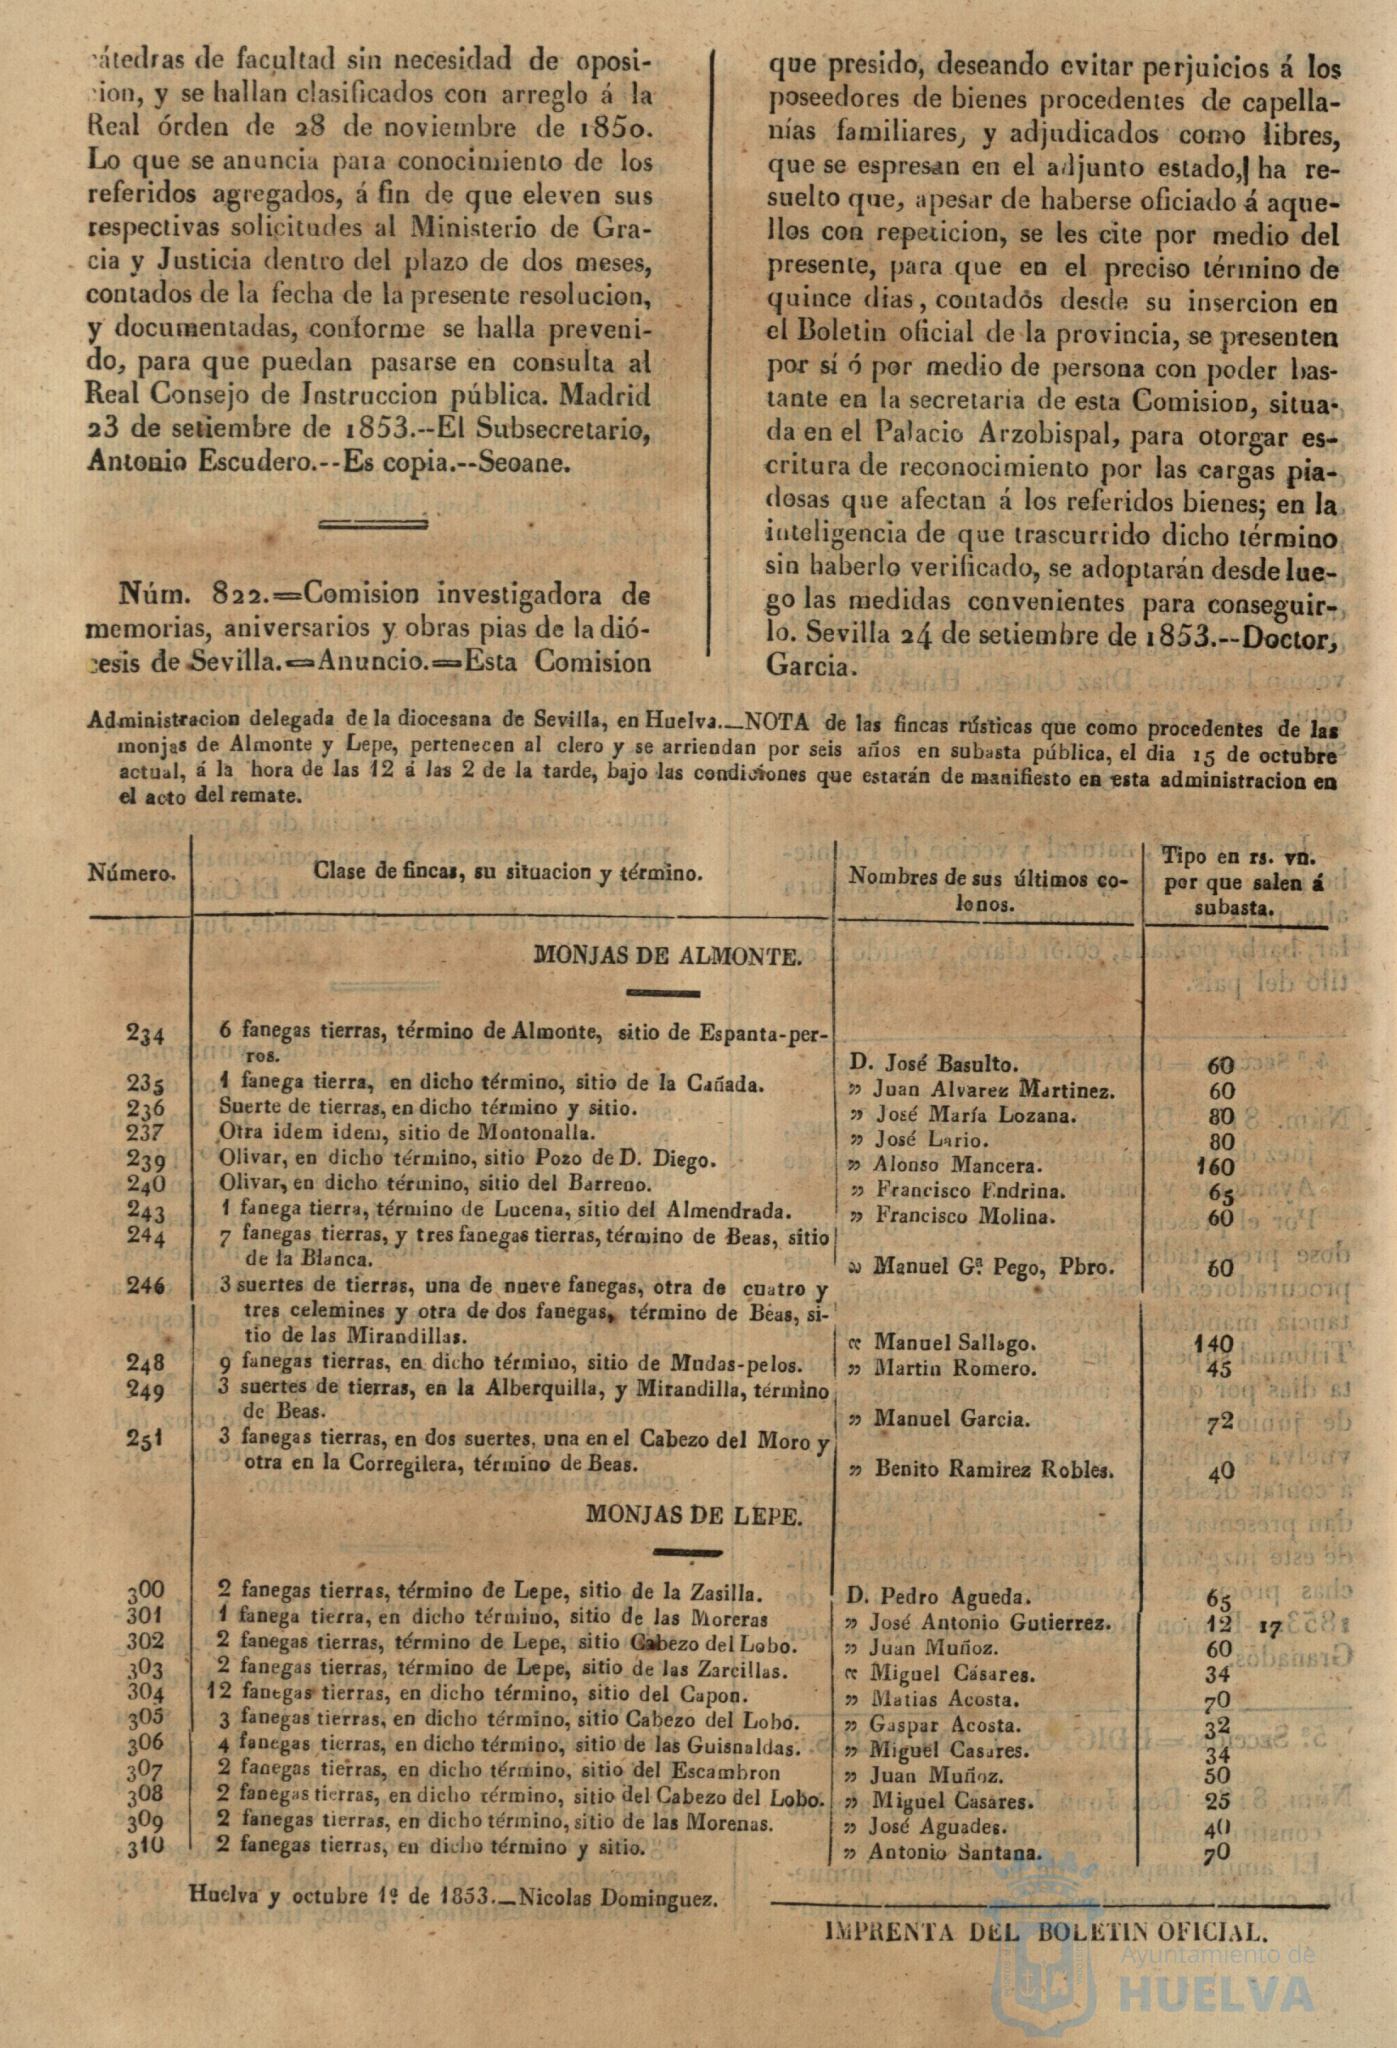 cátedras de facultad sin necesidad de oposi-
cion, y se hallan clasificados con arreglo á la
Real órden de 28 de noviembre de 1850.
Lo que se anuncia para conocimiento de los
referidos agregados, á fin de que eleven sus
respectivas solicitudes al Ministerio de Gra-
cia y Justicia dentro del plazo de dos meses,
contados de la fecha de la presente resolucion,
y documentadas, conforme se halla preveni-
do, para que puedan pasarse en consulta al
Real Consejo de Instruccion pública. Madrid
23 de setiembre de 1853.--El Subsecretario,
Antonio Escudero.--Es copia.--Seoane.
Núm. 822.=Comision investigadora de
memorias, aniversarios y obras pias de la dió-
cesis de Sevilla.=Anuncio.=Esta Comision
que presido, deseando evitar perjuicios á los
poseedores de bienes procedentes de capella-
nías familiares, y adjudicados como libres,
que se espresan en el adjunto estado, ha re-
suelto que, apesar de haberse oficiado á aque-
llos con repeticion, se les cite por medio del
presente, para que en el preciso término de
quince dias, contados desde su insercion en
el Boletin oficial de la provincia, se presenten
por sí ó por medio de persona con poder bas-
tante en la secretaria de esta Comision, situa-
da en el Palacio Arzobispal, para otorgar es-
critura de reconocimiento por las cargas pia-
dosas que afectan á los referidos bienes; en la
inteligencia de que trascurrido dicho término
sin haberlo verificado, se adoptarán desde lue-
go las medidas convenientes para conseguir-
lo. Sevilla 24 de setiembre de 1853.--Doctor,
Garcia.
Administracion delegada de la diocesana de Sevilla, en Huelva.—NOTA de las fincas rústicas que como procedentes de las
monjas de Almonte y Lepe, pertenecen al clero y se arriendan por seis años en subasta pública, el dia 15 de octubre
actual, á la hora de las 12 á las 2 de la tarde, bajo las condiciones que estarán de manifiesto en esta administracion en
el acto del remate.
Número. Clase de fincas, su situacion y término. Nombres de sus últimos co-
lonos. Tipo en rs. vn.
por que salen á
subasta.
MONJAS DE ALMONTE.
234 6 fanegas tierras, término de Almonte, sitio de Espanta-per-
ros. D. José Basulto. 60
235 1 fanega tierra, en dicho término, sitio de la Cañada. » Juan Alvarez Martinez. 60
236 Suerte de tierras, en dicho término y sitio. » José María Lozana. 80
237 Otra idem idem, sitio de Montonalla. » José Lario. 80
239 Olivar, en dicho término, sitio Pozo de D. Diego. » Alonso Mancera. 160
240 Olivar, en dicho término, sitio del Barreno. » Francisco Endrina. 65
243 1 fanega tierra, término de Lucena, sitio del Almendrada. » Francisco Molina. 60
244 7 fanegas tierras, y tres fanegas tierras, término de Beas, sitio
de la Blanca. » Manuel Gª. Pego, Pbro. 60
246 3 suertes de tierras, una de nueve fanegas, otra de cuatro y
tres celemines y otra de dos fanegas, término de Beas, si-
tio de las Mirandillas. « Manuel Sallago. 140
248 9 fanegas tierras, en dicho término, sitio de Mudas-pelos. » Martin Romero. 45
249 3 suertes de tierras, en la Alberquilla, y Mirandilla, término
de Beas. » Manuel Garcia. 72
251 3 fanegas tierras, en dos suertes, una en el Cabezo del Moro y
otra en la Corregilera, término de Beas. » Benito Ramirez Robles. 40
MONJAS DE LEPE.
300 2 fanegas tierras, término de Lepe, sitio de la Zasilla. D. Pedro Agueda. 65
301 1 fanega tierra, en dicho término, sitio de las Moreras » José Antonio Gutierrez. 12 17
302 2 fanegas tierras, término de Lepe, sitio Cabezo del Lobo. » Juan Muñoz. 60
303 2 fanegas tierras, término de Lepe, sitio de las Zarcillas. « Miguel Cásares. 34
304 12 fanegas tierras, en dicho término, sitio del Capon. » Matias Acosta. 70
305 3 fanegas tierras, en dicho término, sitio Cabezo del Lobo. » Gaspar Acosta. 32
306 4 fanegas tierras, en dicho término, sitio de las Guisnaldas. » Miguel Casares. 34
307 2 fanegas tierras, en dicho término, sitio del Escambron » Juan Muñoz. 50
308 2 fanegas tierras, en dicho término, sitio del Cabezo del Lobo. » Miguel Casares. 25
309 2 fanegas tierras, en dicho término, sitio de las Morenas. » José Aguades. 40
310 2 fanegas tierras, en dicho término y sitio. » Antonio Santana. 70
Huelva y octubre 1º de 1853.—Nicolas Dominguez.
IMPRENTA DEL BOLETIN OFICIAL.
Ayuntamiento de
HUELVA